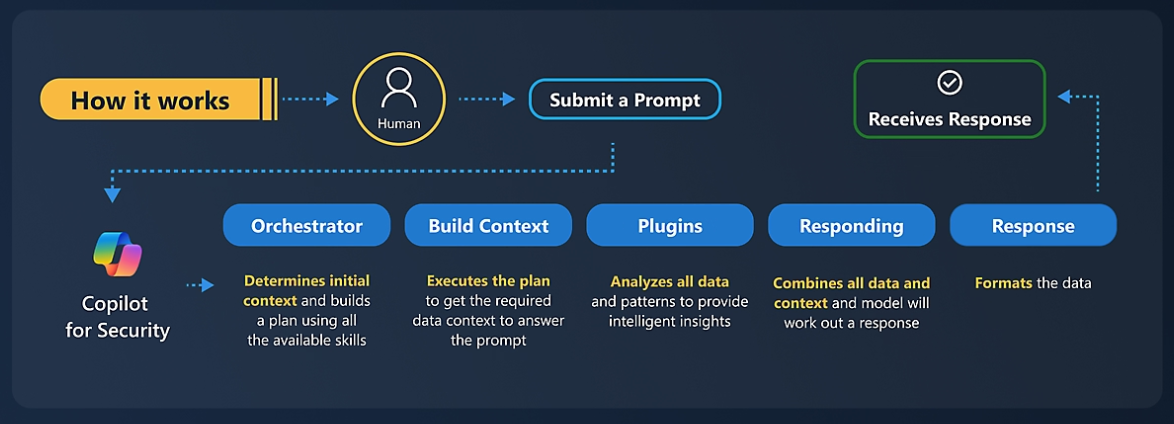 How it works
Human
Submit a Prompt
Receives Response
Copilot
for Security
Orchestrator
Determines initial
context and builds
a plan using all
the available skills
Build Context
Executes the plan
to get the required
data context to answer
the prompt
Plugins
Analyzes all data
and patterns to provide
intelligent insights
Responding
Combines all data and
context and model will
work out a response
Response
Formats the data